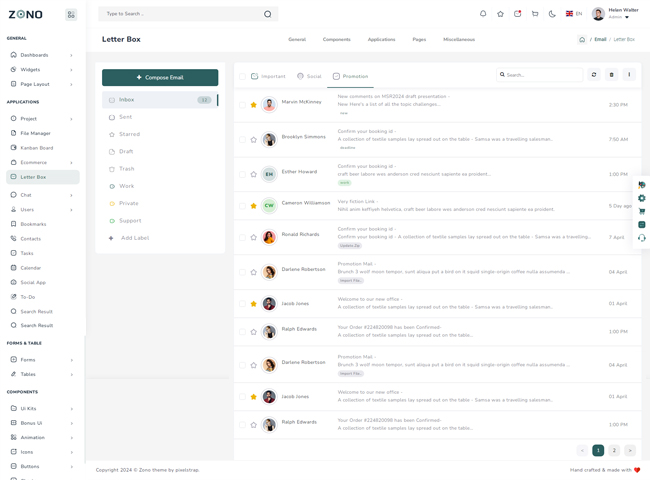 ZONO
Type to Search ..
EN
Helen Walter
Admin
GENERAL
Dashboards
Widgets
Page Layout
APPLICATIONS
Project
File Manager
Kanban Board
Ecommerce
Letter Box
Chat
Users
Bookmarks
Contacts
Tasks
Calendar
Social App
To-Do
Search Result
Search Result
FORMS & TABLE
Forms
Tables
COMPONENTS
Ui Kits
Bonus UI
Animation
Icons
Buttons
Letter Box
General
Components
Applications
Pages
Miscellaneous
/ Email / Letter Box
Compose Email
Inbox
Sent
Starred
Draft
Trash
Work
Private
Support
Add Label
Important
Social
Promotion
Search...
Marvin McKinney
New comments on MSR2024 draft presentation -
New Here's a list of all the topic challenges...
new
2:30 PM
Brooklyn Simmons
Confirm your booking id -
A collection of textile samples lay spread out on the table - Samsa was a travelling salesman..
7:50 AM
EH
Esther Howard
Confirm your booking id -
craft beer labore wes anderson cred nesciunt sapiente ea proident...
work
1:00 PM
CW
Cameron Williamson
Very fiction Link -
Nihil anim keffiyeh helvetica, craft beer labore wes anderson cred nesciunt sapiente ea proident.
5 Day ago
Ronald Richards
Confirm your booking id -
Confirm your booking id - A collection of textile samples lay spread out on the table - Samsa was a travelling...
Update.Zip
7 April
Darlene Robertson
Promotion Mail -
Brunch 3 wolf moon tempor, sunt aliqua put a bird on it squid single-origin coffee nulla assumenda ...
Import File...
04 April
Jacob Jones
Welcome to our new office -
A collection of textile samples lay spread out on the table - Samsa was a travelling salesman..
01 April
Ralph Edwards
Your Order #224820098 has been Confirmed-
A collection of textile samples lay spread out on the table...
1:00 PM
Darlene Robertson
Promotion Mail -
Brunch 3 wolf moon tempor, sunt aliqua put a bird on it squid single-origin coffee nulla assumenda ...
Import File...
04 April
Jacob Jones
Welcome to our new office -
A collection of textile samples lay spread out on the table - Samsa was a travelling salesman..
01 April
Ralph Edwards
Your Order #224820098 has been Confirmed-
A collection of textile samples lay spread out on the table...
1:00 PM
«
1
2
»
Copyright 2024 © Zono theme by pixelstrap.
Hand crafted & made with